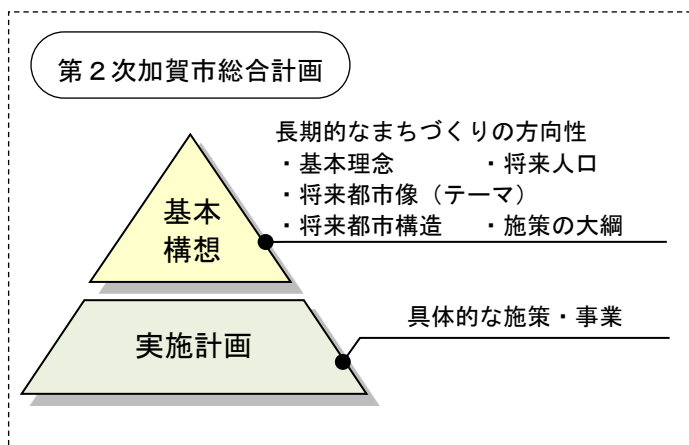 第２次加賀市総合計画
長期的なまちづくりの方向性
・基本理念　　　・将来人口
・将来都市像（テーマ）
・将来都市構造　・施策の大綱
基本
構想
具体的な施策・事業
実施計画